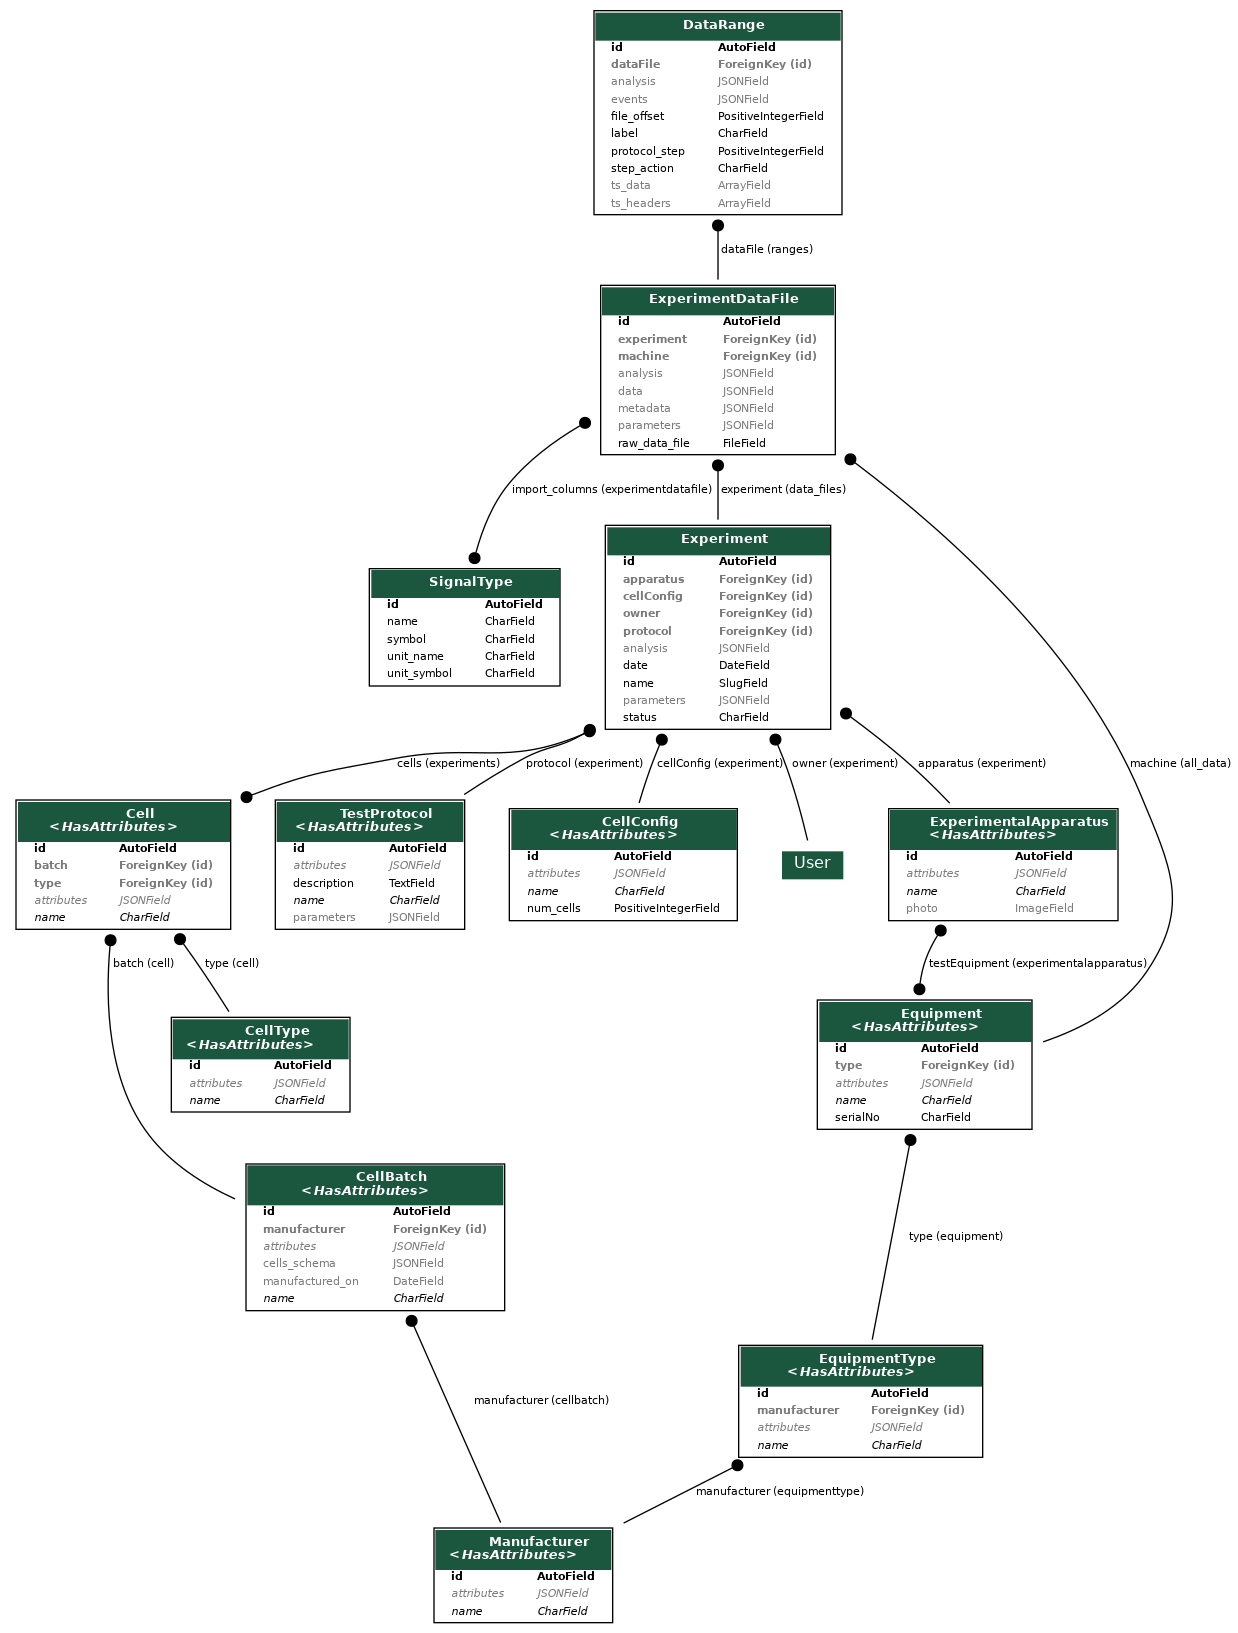 DataRange
id AutoField
dataFile ForeignKey (id)
analysis JSONField
events JSONField
file_offset PositiveIntegerField
label CharField
protocol_step PositiveIntegerField
step_action CharField
ts_data ArrayField
ts_headers ArrayField
dataFile (ranges)
ExperimentDataFile
id AutoField
experiment ForeignKey (id)
machine ForeignKey (id)
analysis JSONField
data JSONField
metadata JSONField
parameters JSONField
raw_data_file FileField
import_columns (experimentdatafile)
experiment (data_files)
SignalType
id AutoField
name CharField
symbol CharField
unit_name CharField
unit_symbol CharField
Experiment
id AutoField
apparatus ForeignKey (id)
cellConfig ForeignKey (id)
owner ForeignKey (id)
protocol ForeignKey (id)
analysis JSONField
date DateField
name SlugField
parameters JSONField
status CharField
cells (experiments)
protocol (experiment)
cellConfig (experiment)
owner (experiment)
apparatus (experiment)
machine (all_data)
Cell
<HasAttributes>
id AutoField
batch ForeignKey (id)
type ForeignKey (id)
attributes JSONField
name CharField
TestProtocol
<HasAttributes>
id AutoField
attributes JSONField
description TextField
name CharField
parameters JSONField
CellConfig
<HasAttributes>
id AutoField
attributes JSONField
name CharField
num_cells PositiveIntegerField
User
ExperimentalApparatus
<HasAttributes>
id AutoField
attributes JSONField
name CharField
photo ImageField
batch (cell)
type (cell)
testEquipment (experimentalapparatus)
CellType
<HasAttributes>
id AutoField
attributes JSONField
name CharField
Equipment
<HasAttributes>
id AutoField
type ForeignKey (id)
attributes JSONField
name CharField
serialNo CharField
CellBatch
<HasAttributes>
id AutoField
manufacturer ForeignKey (id)
attributes JSONField
cells_schema JSONField
manufactured_on DateField
name CharField
type (equipment)
manufacturer (cellbatch)
EquipmentType
<HasAttributes>
id AutoField
manufacturer ForeignKey (id)
attributes JSONField
name CharField
manufacturer (equipmenttype)
Manufacturer
<HasAttributes>
id AutoField
attributes JSONField
name CharField